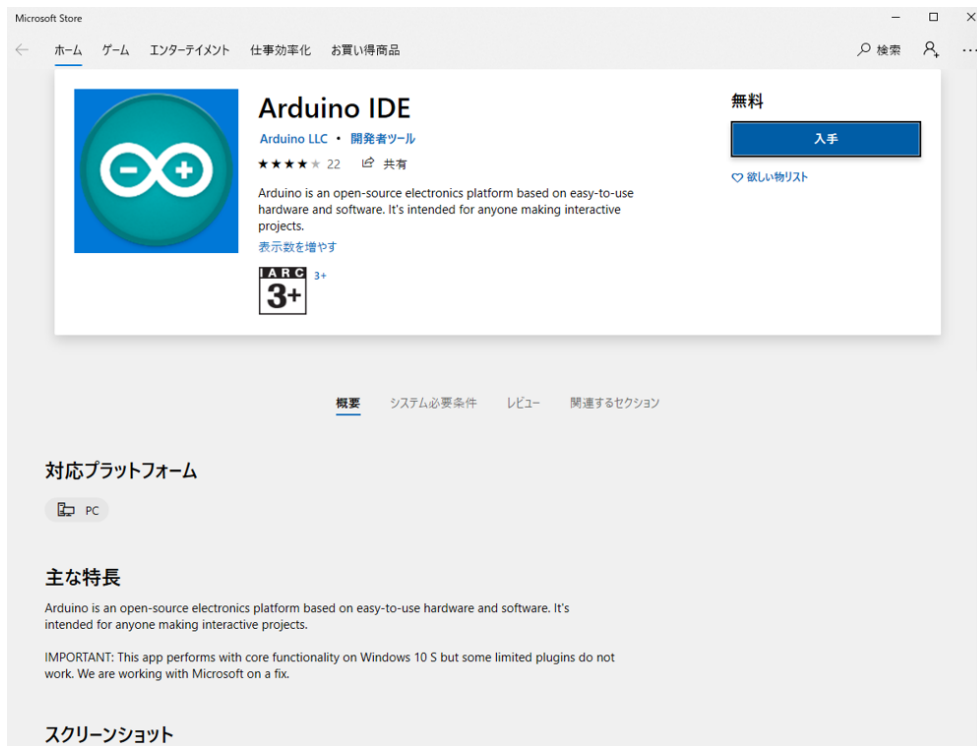 Microsoft Store
ホーム ゲーム エンターテイメント 仕事効率化 お買い得商品 検索
Arduino IDE
Arduino LLC • 開発者ツール
22 共有
Arduino is an open-source electronics platform based on easy-to-use
hardware and software. It's intended for anyone making interactive
projects.
表示数を増やす
IARC
3+
3+
無料
入手
欲しい物リスト
概要 システム必要条件 レビュー 関連するセクション
対応プラットフォーム
PC
主な特長
Arduino is an open-source electronics platform based on easy-to-use hardware and software. It's
intended for anyone making interactive projects.
IMPORTANT: This app performs with core functionality on Windows 10 S but some limited plugins do not
work. We are working with Microsoft on a fix.
スクリーンショット